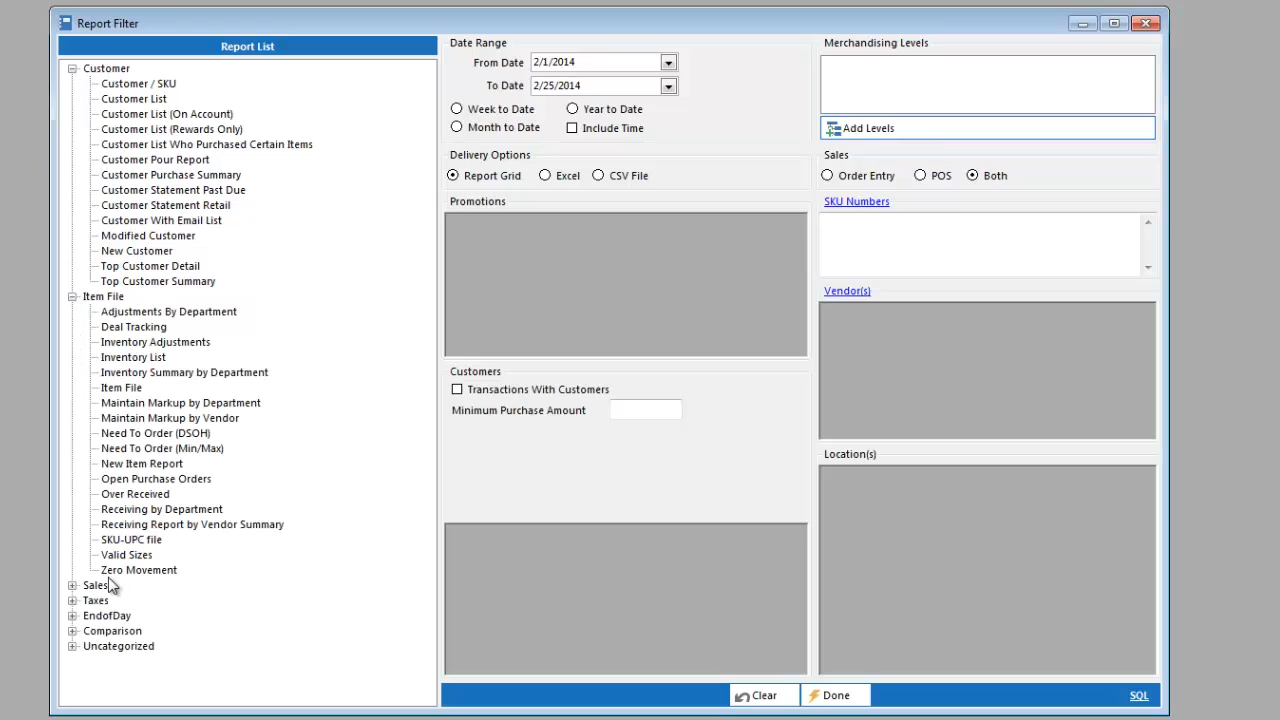 Report Filter
Report List
Customer
Customer / SKU
Customer List
Customer List (On Account)
Customer List (Rewards Only)
Customer List Who Purchased Certain Items
Customer Pour Report
Customer Purchase Summary
Customer Statement Past Due
Customer Statement Retail
Customer With Email List
Modified Customer
New Customer
Top Customer Detail
Top Customer Summary
Item File
Adjustments By Department
Deal Tracking
Inventory Adjustments
Inventory List
Inventory Summary by Department
Item File
Maintain Markup by Department
Maintain Markup by Vendor
Need To Order (DSOH)
Need To Order (Min/Max)
New Item Report
Open Purchase Orders
Over Received
Receiving by Department
Receiving Report by Vendor Summary
SKU-UPC file
Valid Sizes
Zero Movement
Sales
Taxes
EndofDay
Comparison
Uncategorized
Date Range
From Date 2/1/2014
To Date 2/25/2014
Week to Date Year to Date
Month to Date Include Time
Delivery Options
Report Grid Excel CSV File
Promotions
Customers
Transactions With Customers
Minimum Purchase Amount
Merchandising Levels
Add Levels
Sales
Order Entry POS Both
SKU Numbers
Vendor(s)
Location(s)
Clear Done SQL